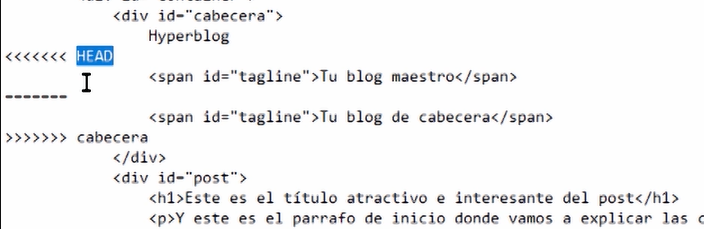 <div id="cabecera">
Hyperblog
<<<<<<< HEAD
<span id="tagline">Tu blog maestro</span>
=======
<span id="tagline">Tu blog de cabecera</span>
>>>>>>> cabecera
</div>
<div id="post">
<h1>Este es el título atractivo e interesante del post</h1>
<p>Y este es el parrafo de inicio donde vamos a explicar las